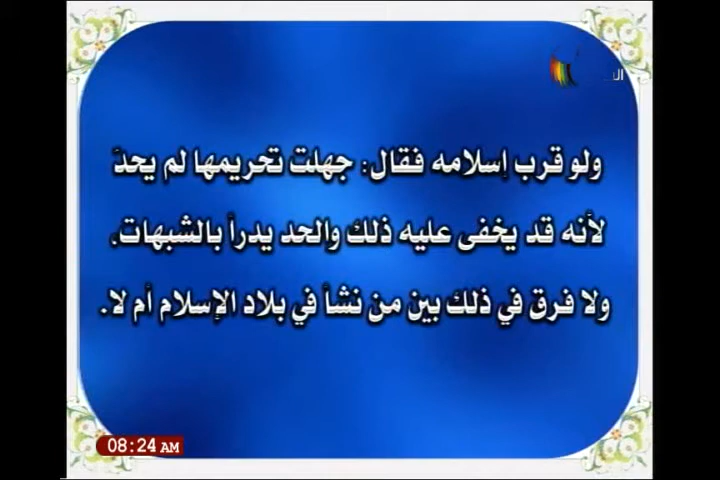 ولو قرب إسلامه فقال: جهلت تحريمها لم يحدّ
لأنه قد يخفى عليه ذلك والحد يدرأ بالشبهات.
ولا فرق في ذلك بين من نشأ في بلاد الإسلام أم لا.
08:24 AM